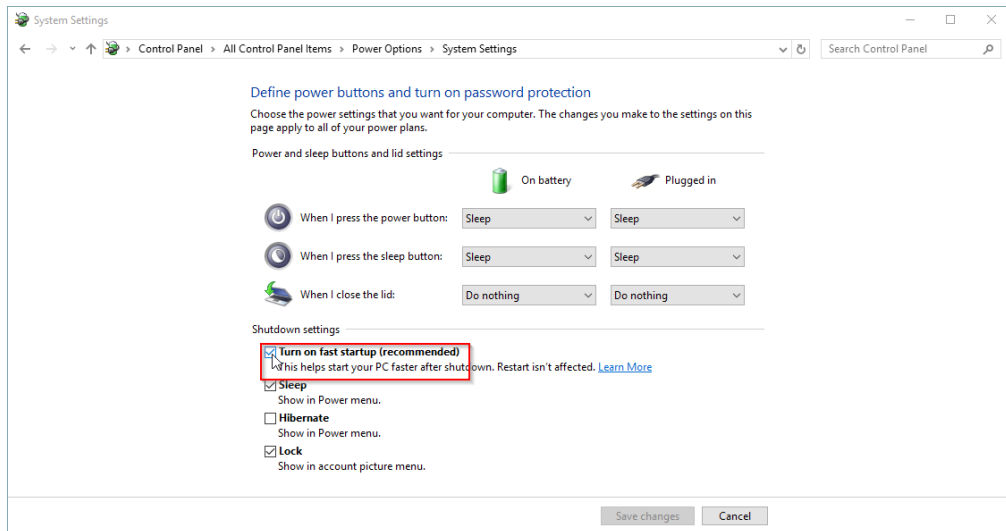 System Settings
Control Panel > All Control Panel Items > Power Options > System Settings
Search Control Panel
Define power buttons and turn on password protection
Choose the power settings that you want for your computer. The changes you make to the settings on this
page apply to all of your power plans.
Power and sleep buttons and lid settings
On battery Plugged in
When I press the power button: Sleep Sleep
When I press the sleep button: Sleep Sleep
When I close the lid: Do nothing Do nothing
Shutdown settings
Turn on fast startup (recommended)
This helps start your PC faster after shutdown. Restart isn't affected. Learn More
Sleep
Show in Power menu.
Hibernate
Show in Power menu.
Lock
Show in account picture menu.
Save changes Cancel